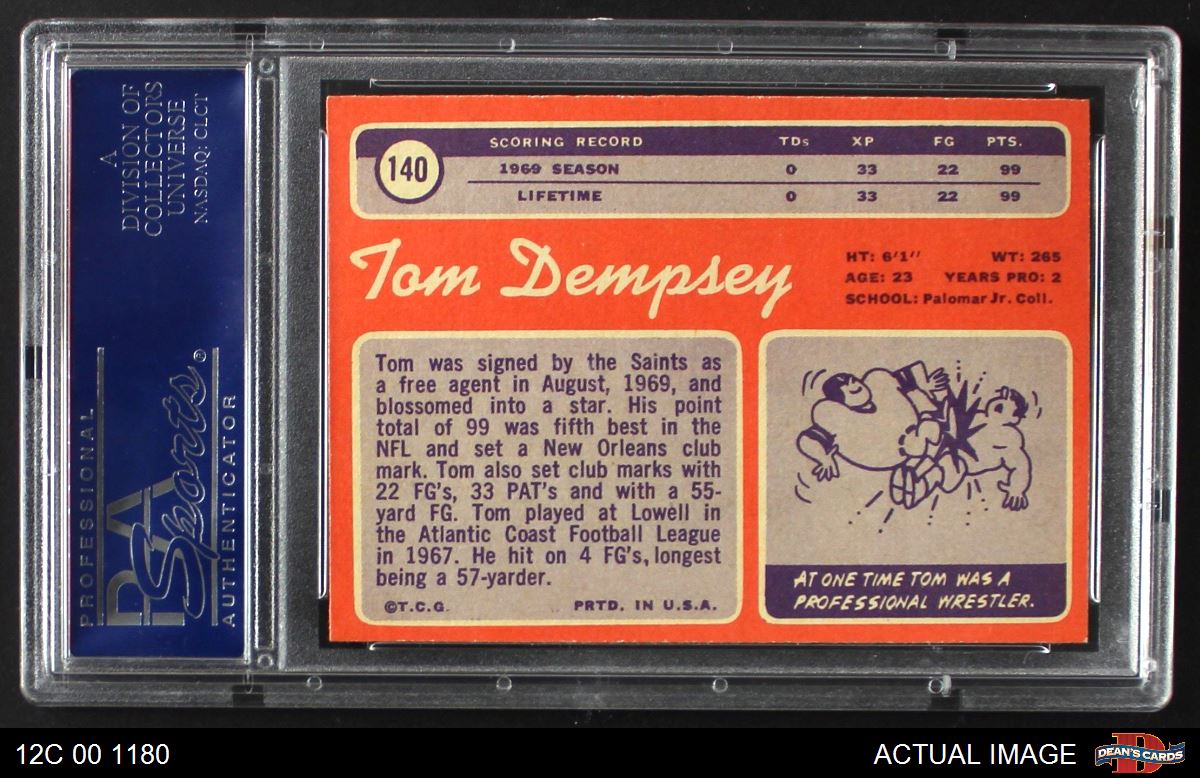 A
DIVISION OF
COLLECTORS
UNIVERSE
NASDAQ: CLCT
PROFESSIONAL
PSA
Sports®
AUTHENTICATOR
140
SCORING RECORD TDs XP FG PTS.
1969 SEASON 0 33 22 99
LIFETIME 0 33 22 99
Tom Dempsey
HT: 6'1'' WT: 265
AGE: 23 YEARS PRO: 2
SCHOOL: Palomar Jr. Coll.
Tom was signed by the Saints as
a free agent in August, 1969, and
blossomed into a star. His point
total of 99 was fifth best in the
NFL and set a New Orleans club
mark. Tom also set club marks with
22 FG's, 33 PAT's and with a 55-
yard FG. Tom played at Lowell in
the Atlantic Coast Football League
in 1967. He hit on 4 FG's, longest
being a 57-yarder.
©T.C.G. PRTD. IN U.S.A.
AT ONE TIME TOM WAS A
PROFESSIONAL WRESTLER.
12C 00 1180
ACTUAL IMAGE
D
DEAN'S CARDS